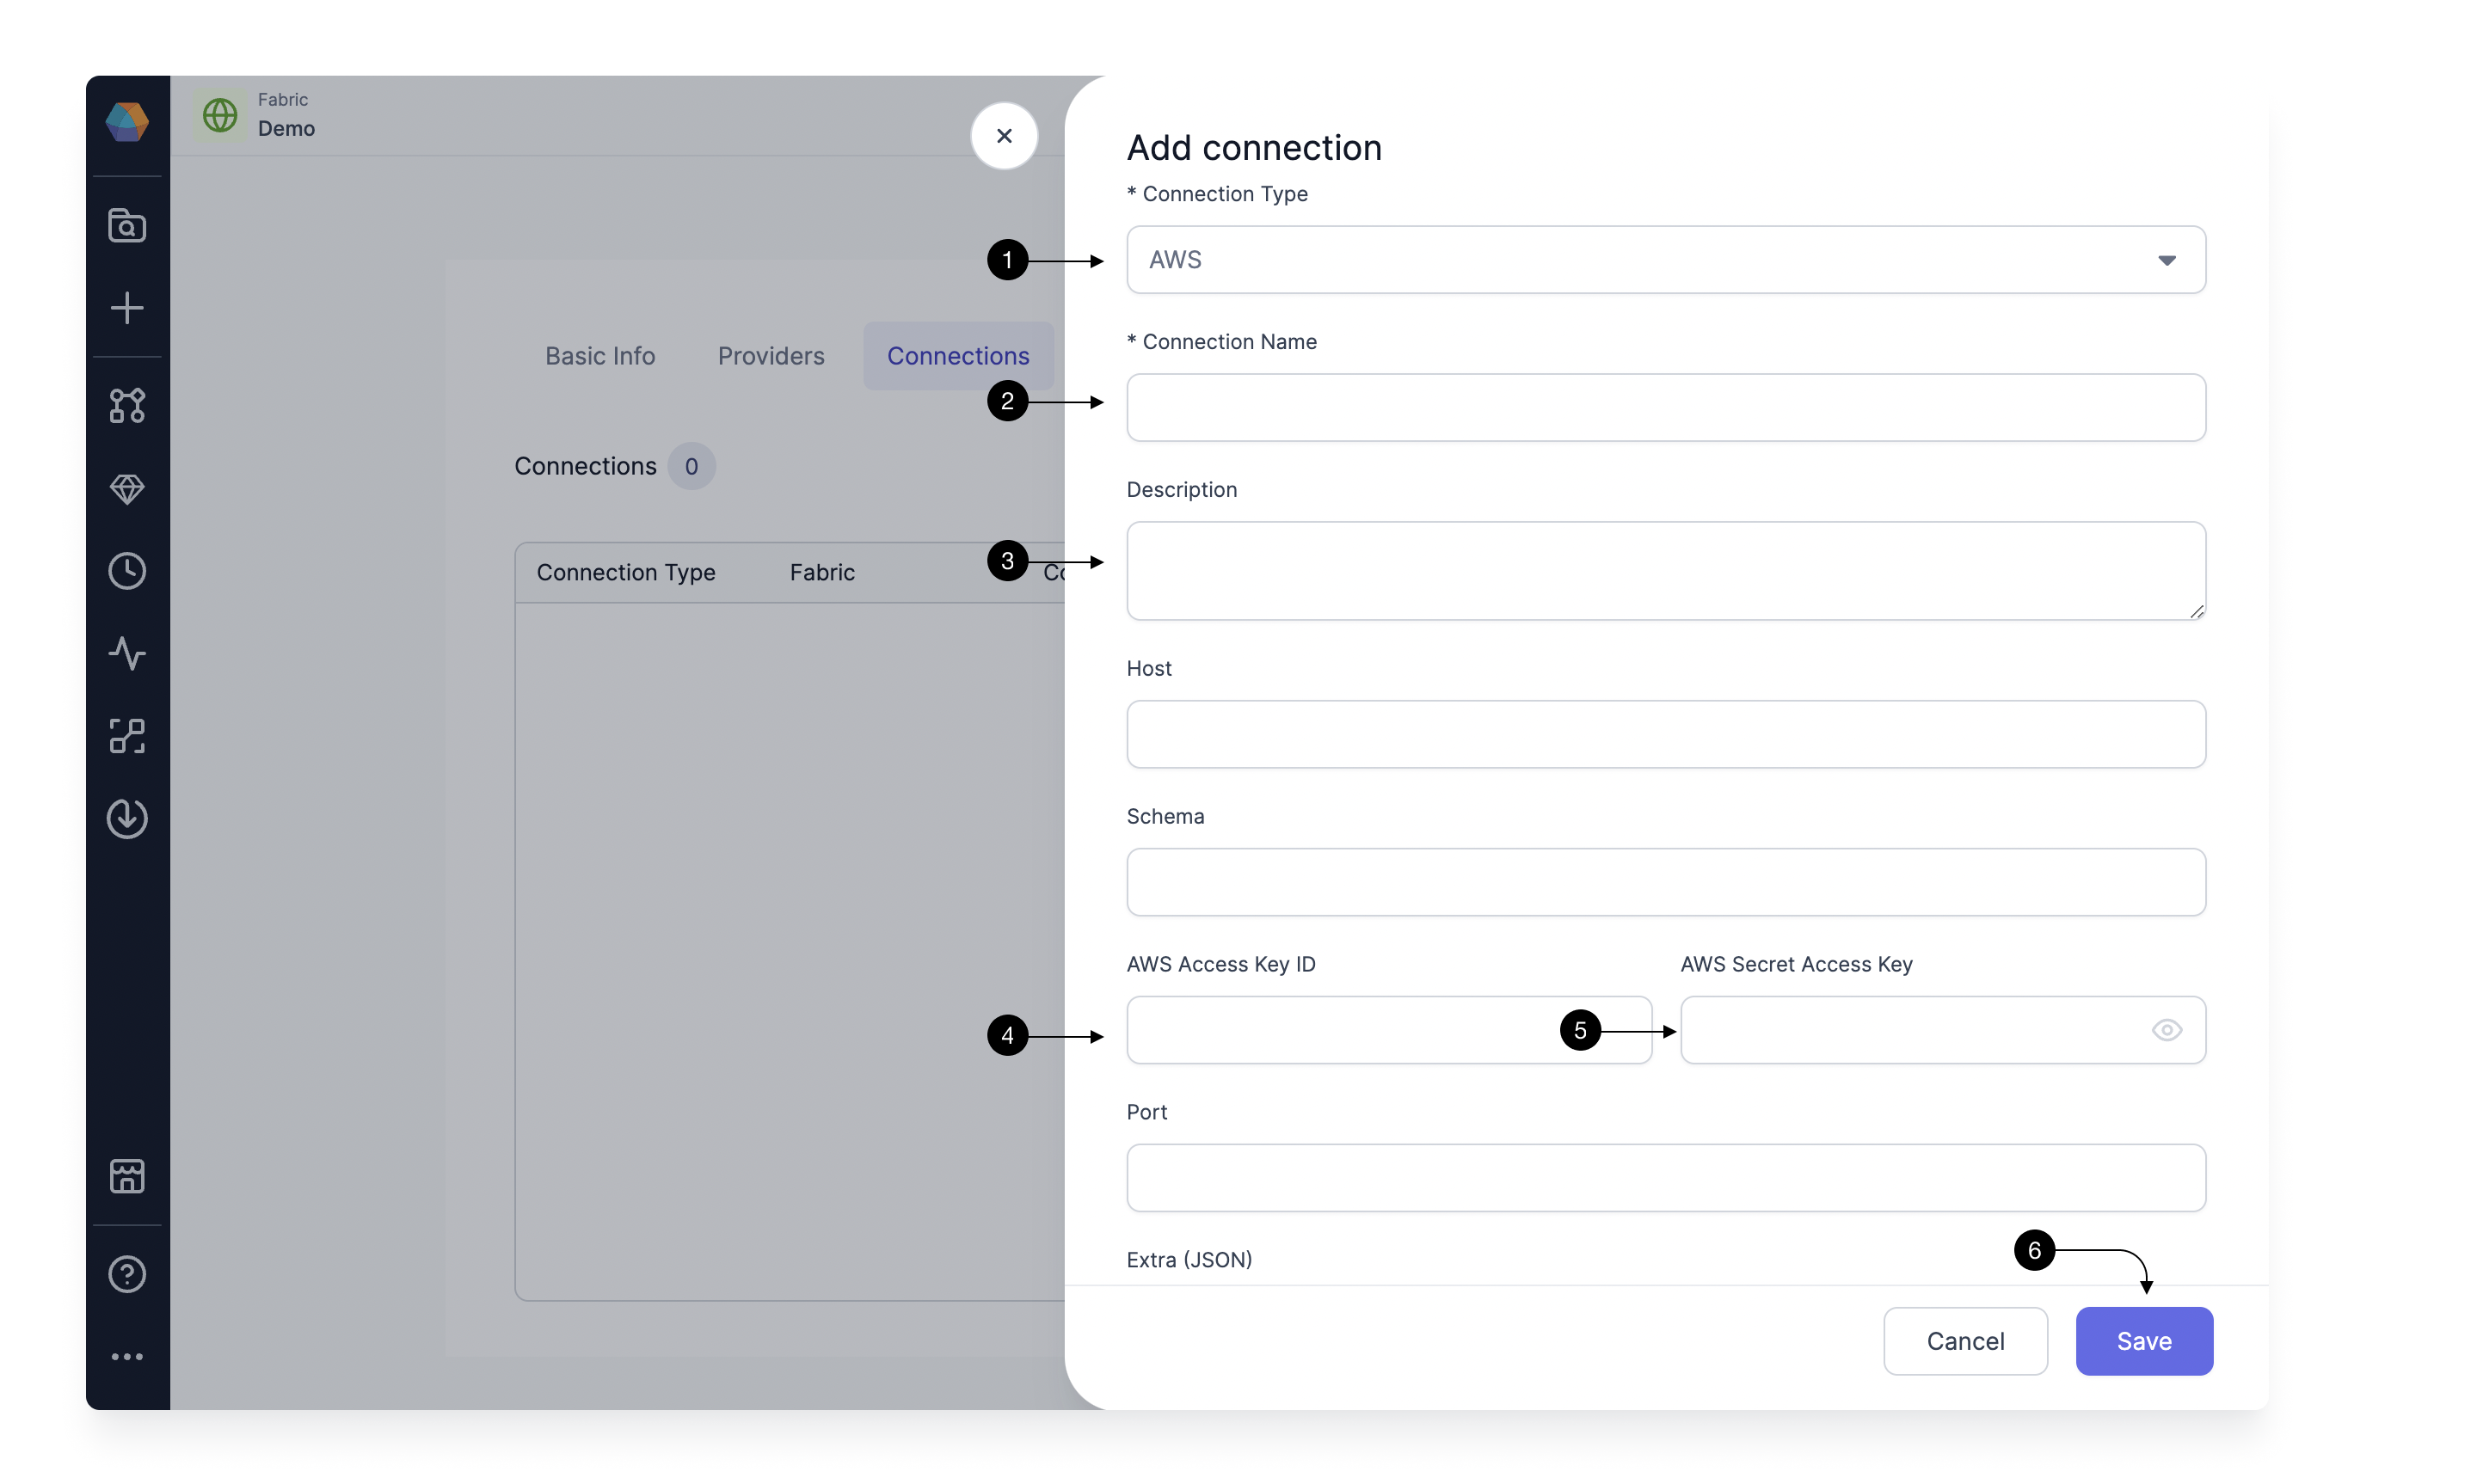 Fabric
Demo
Basic Info
Providers
Connections
Connections 0
Connection Type
Fabric
Co
Add connection
* Connection Type
1
AWS
* Connection Name
2
Description
3
Host
Schema
AWS Access Key ID
AWS Secret Access Key
4
5
Port
Extra (JSON)
6
Cancel
Save